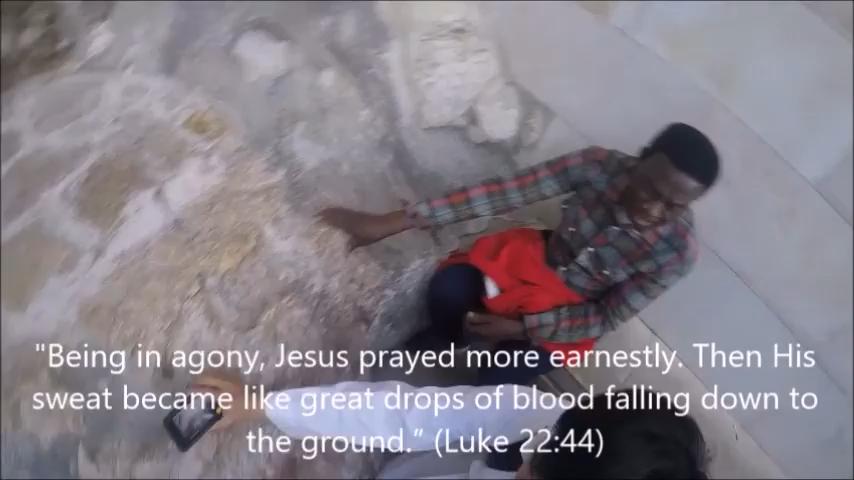 "Being in agony, Jesus prayed more earnestly. Then His
sweat became like great drops of blood falling down to
the ground.” (Luke 22:44)